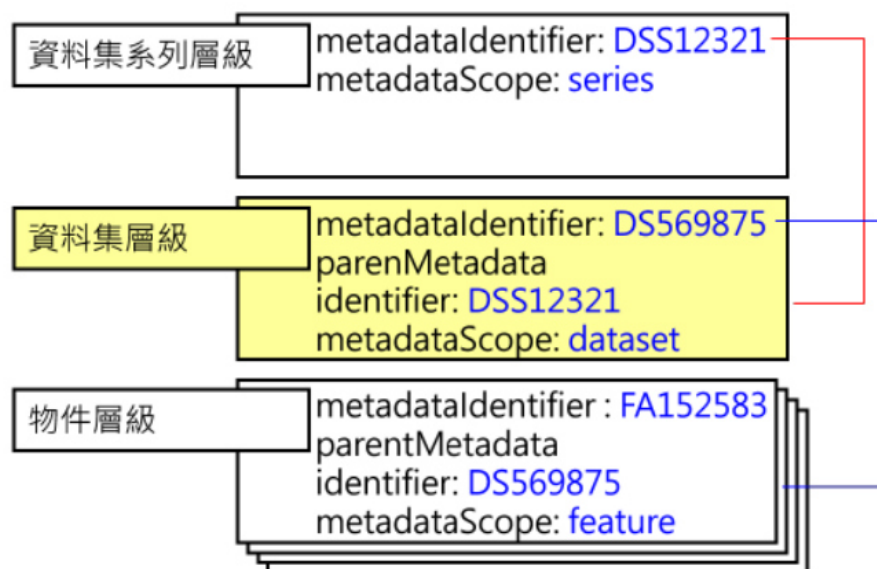 資料集系列層級
metadataIdentifier: DSS12321
metadataScope: series
資料集層級
metadataIdentifier: DS569875
parenMetadata
identifier: DSS12321
metadataScope: dataset
物件層級
metadataIdentifier : FA152583
parentMetadata
identifier: DS569875
metadataScope: feature